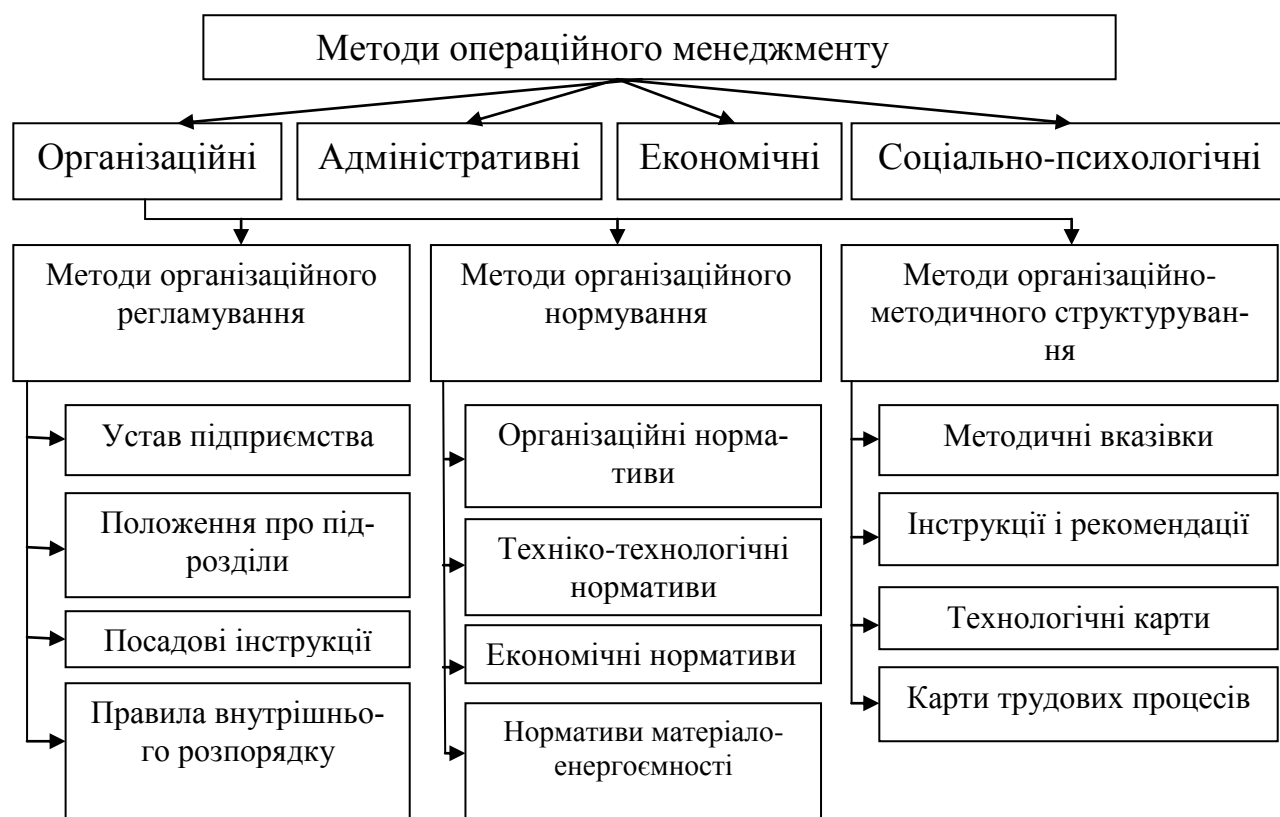 Методи операційного менеджменту
Організаційні
Адміністративні
Економічні
Соціально-психологічні
Методи організаційного
регламування
Методи організаційного
нормування
Методи організаційно-
методичного структуруван-
ня
Устав підприємства
Положення про під-
розділи
Посадові інструкції
Правила внутрішньо-
го розпорядку
Організаційні норма-
тиви
Техніко-технологічні
нормативи
Економічні нормативи
Нормативи матеріало-
енергоємності
Методичні вказівки
Інструкції і рекомендації
Технологічні карти
Карти трудових процесів